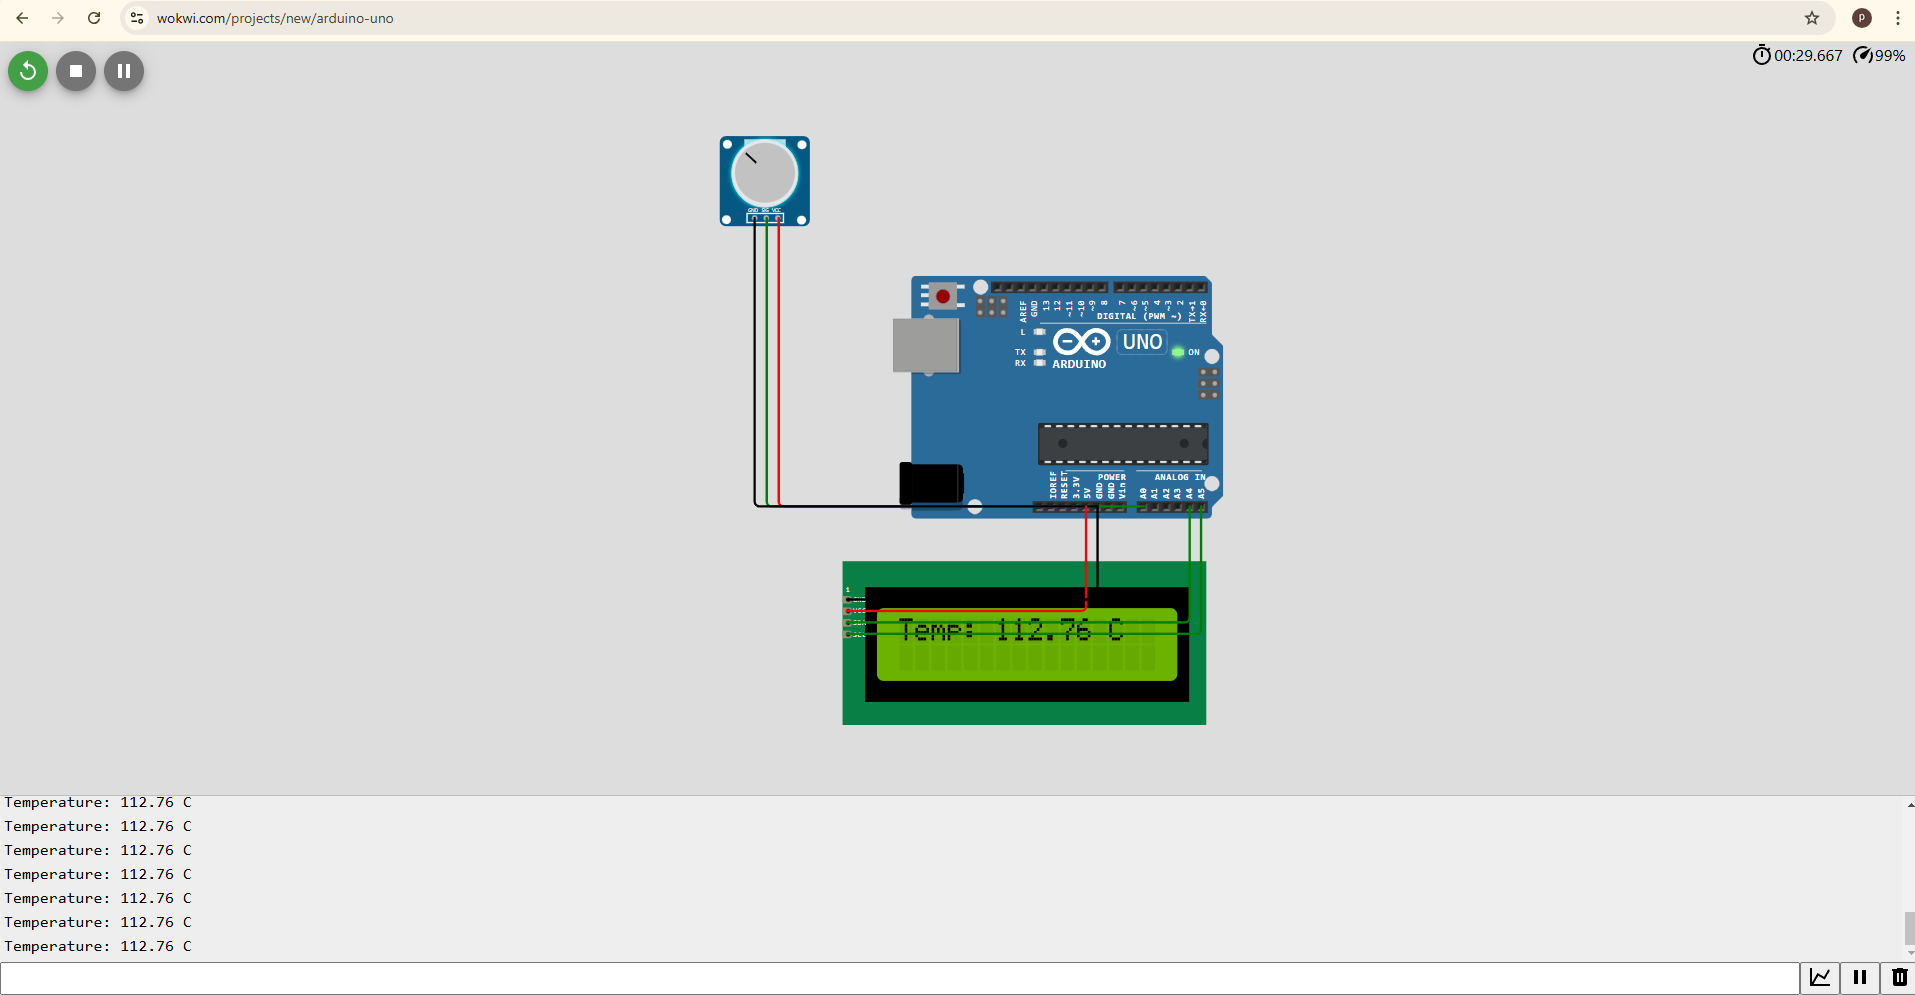 wokwi.com/projects/new/arduino-uno
p
00:29.667 99%
GND SIG VCC
AREF GND 13 12 ~11 ~10 ~9 8 7 ~6 ~5 4 ~3 2 TX→1 RX←0
DIGITAL (PWM ~)
L
TX
RX
UNO
ON
ARDUINO
POWER
ANALOG IN
IOREF RESET 3.3V 5V GND GND Vin A0 A1 A2 A3 A4 A5
1
Temp: 112.76 C
Temperature: 112.76 C
Temperature: 112.76 C
Temperature: 112.76 C
Temperature: 112.76 C
Temperature: 112.76 C
Temperature: 112.76 C
Temperature: 112.76 C